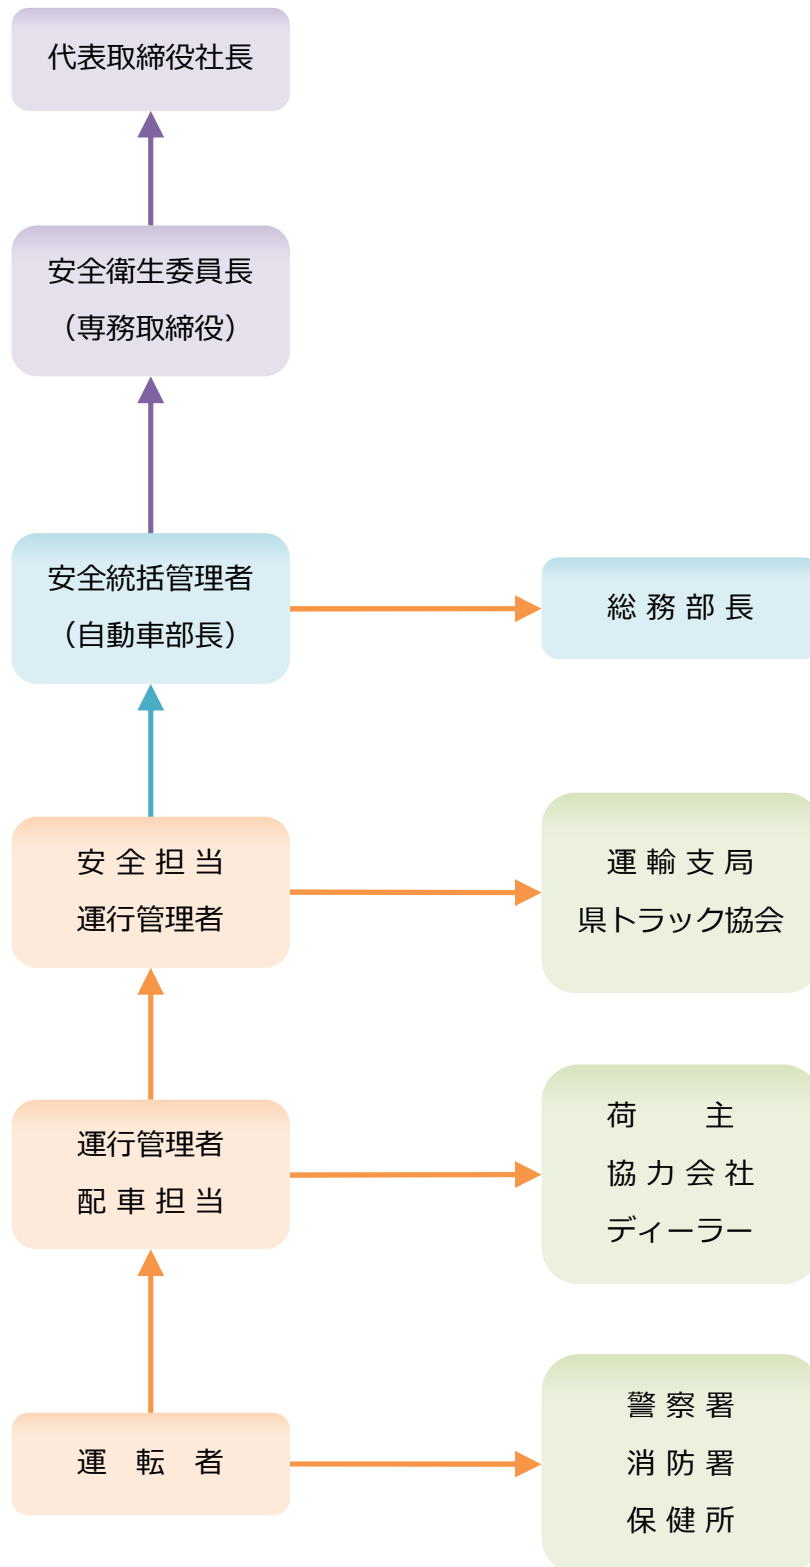 代表取締役社長
安全衛生委員長
（専務取締役）
安全統括管理者
（自動車部長）
総 務 部 長
安 全 担 当
運行管理者
運 輸 支 局
県トラック協会
運行管理者
配 車 担 当
荷　　主
協 力 会 社
ディーラー
運　転　者
警 察 署
消 防 署
保 健 所